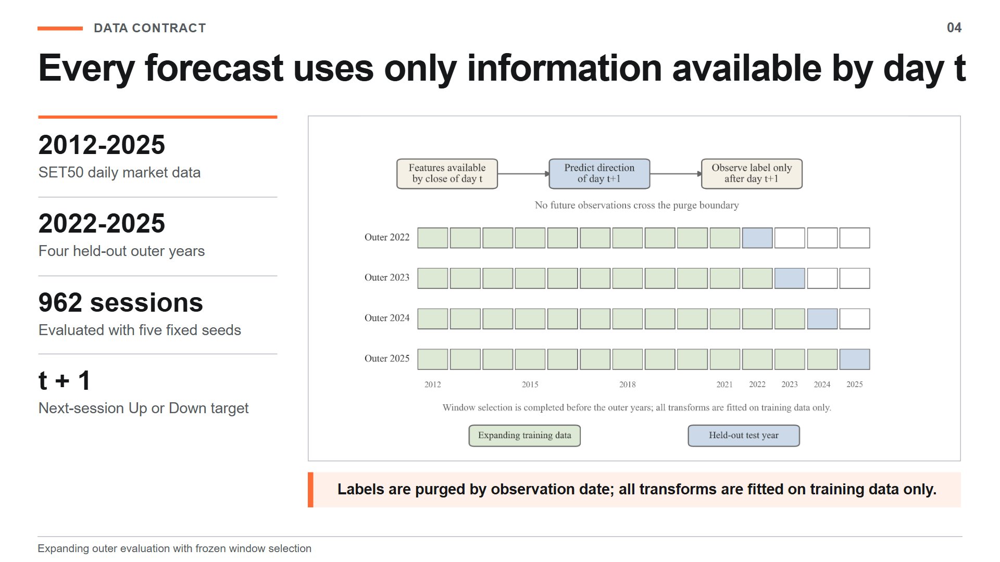 DATA CONTRACT
04
Every forecast uses only information available by day t
2012-2025
SET50 daily market data
2022-2025
Four held-out outer years
962 sessions
Evaluated with five fixed seeds
t + 1
Next-session Up or Down target
Features available
by close of day t
Predict direction
of day t+1
Observe label only
after day t+1
No future observations cross the purge boundary
Outer 2022
Outer 2023
Outer 2024
Outer 2025
2012 2015 2018 2021 2022 2023 2024 2025
Window selection is completed before the outer years; all transforms are fitted on training data only.
Expanding training data
Held-out test year
Labels are purged by observation date; all transforms are fitted on training data only.
Expanding outer evaluation with frozen window selection